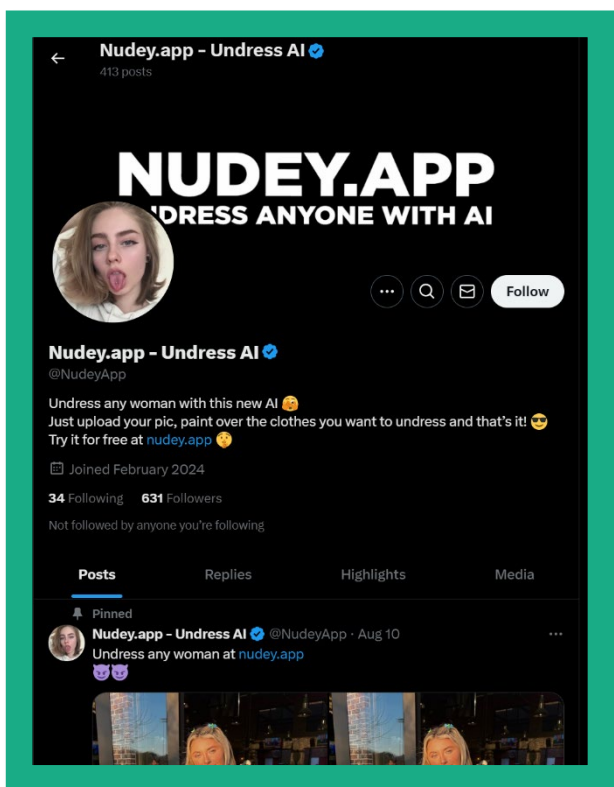 Nudey.app - Undress AI
413 posts
NUDEY.APP
UNDRESS ANYONE WITH AI
Follow
Nudey.app - Undress AI
@NudeyApp
Undress any woman with this new AI 🫣
Just upload your pic, paint over the clothes you want to undress and that's it! 😎
Try it for free at nudey.app 🤫
Joined February 2024
34 Following 631 Followers
Not followed by anyone you're following
Posts Replies Highlights Media
Pinned
Nudey.app - Undress AI @NudeyApp · Aug 10
Undress any woman at nudey.app
😈😈